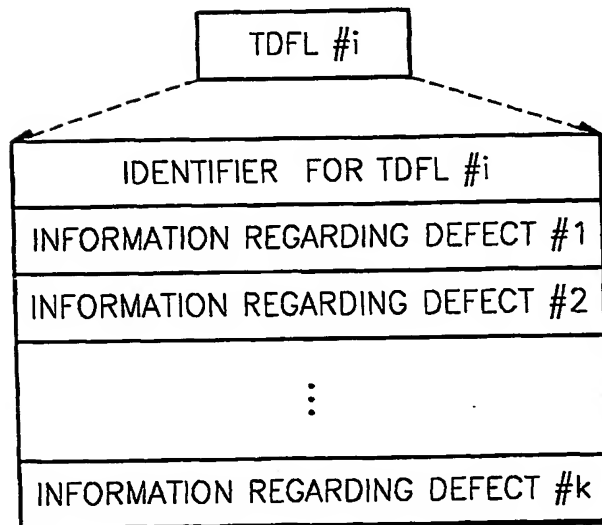 TDFL #i
IDENTIFIER FOR TDFL #i
INFORMATION REGARDING DEFECT #1
INFORMATION REGARDING DEFECT #2
⋮
INFORMATION REGARDING DEFECT #k